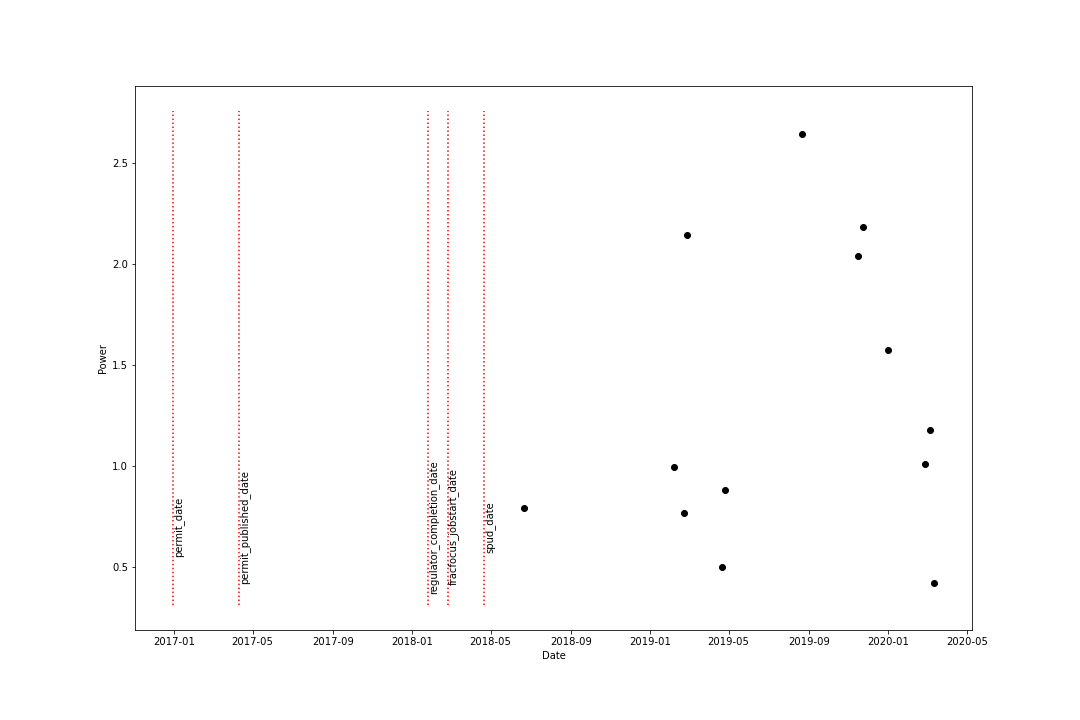 2.5
2.0
1.5
1.0
0.5
Power
permit_date
permit_published_date
regulator_completion_date
fracfocus_jobstart_date
spud_date
2017-01
2017-05
2017-09
2018-01
2018-05
2018-09
2019-01
2019-05
2019-09
2020-01
2020-05
Date